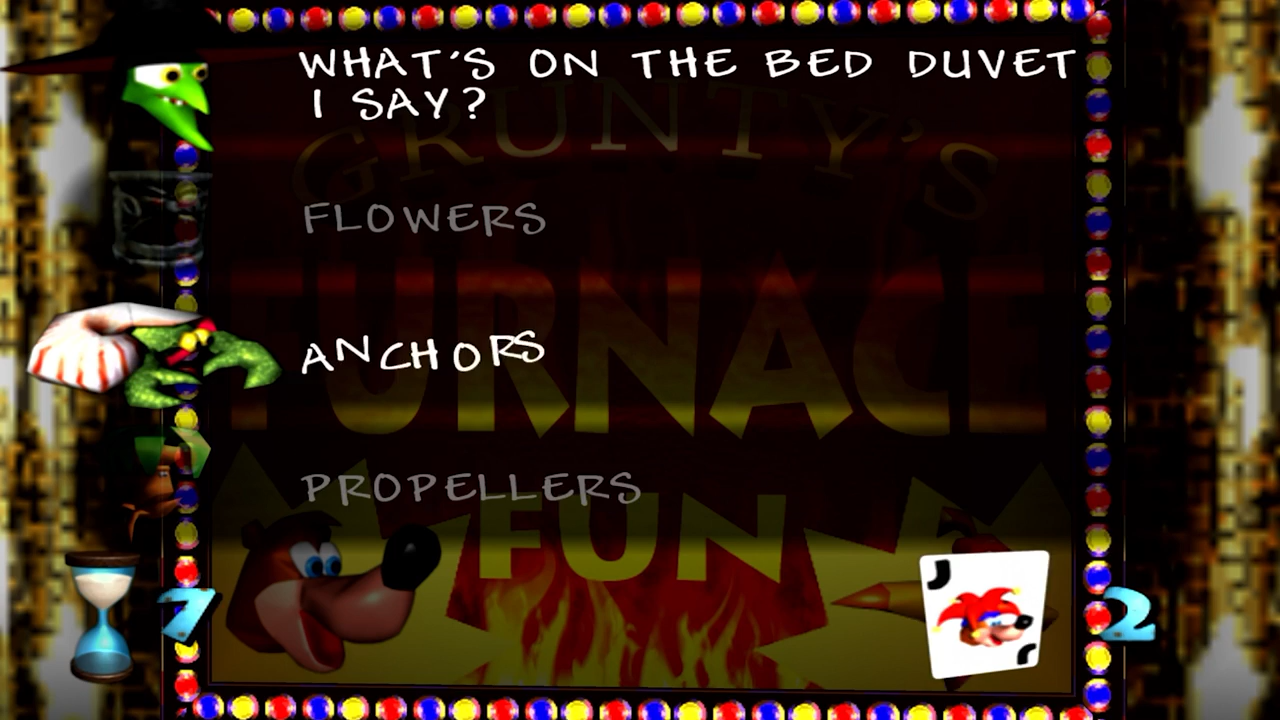 WHAT'S ON THE BED DUVET
I SAY?
GRUNTY'S
FLOWERS
FURNACE
ANCHORS
PROPELLERS
FUN
7
J
J
2